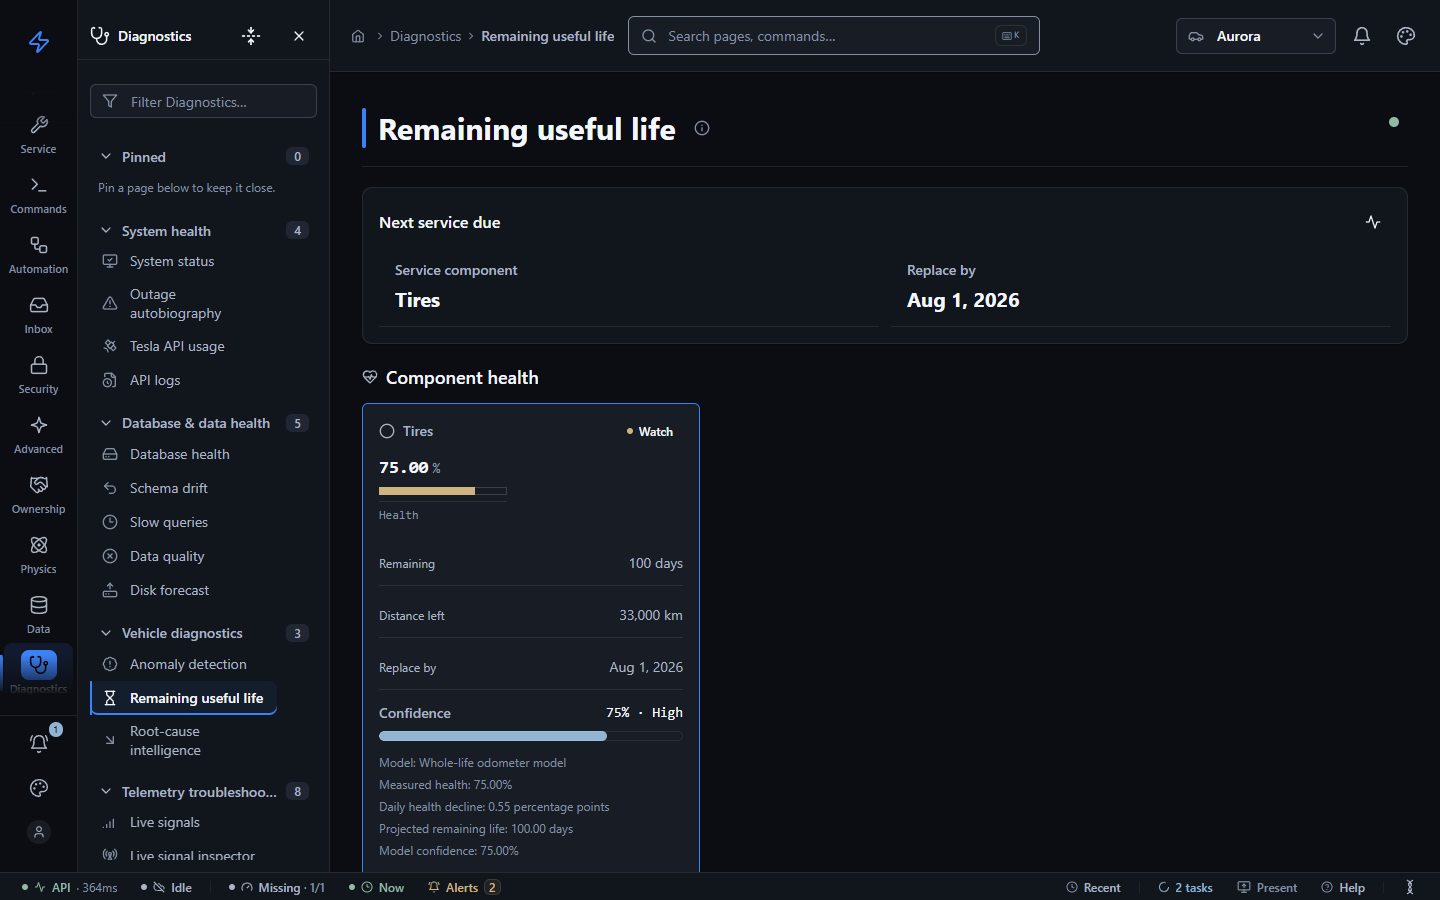 Diagnostics
Diagnostics
Remaining useful life
Search pages, commands...
K
Aurora
Service
Commands
Automation
Inbox
Security
Advanced
Ownership
Physics
Data
Diagnostics
1
Filter Diagnostics...
Pinned
0
Pin a page below to keep it close.
System health
4
System status
Outage
autobiography
Tesla API usage
API logs
Database & data health
5
Database health
Schema drift
Slow queries
Data quality
Disk forecast
Vehicle diagnostics
3
Anomaly detection
Remaining useful life
Root-cause
intelligence
Telemetry troubleshoo...
8
Live signals
Live signal inspector
Remaining useful life
Next service due
Service component
Tires
Replace by
Aug 1, 2026
Component health
Tires
Watch
75.00 %
Health
Remaining
100 days
Distance left
33,000 km
Replace by
Aug 1, 2026
Confidence
75% · High
Model: Whole-life odometer model
Measured health: 75.00%
Daily health decline: 0.55 percentage points
Projected remaining life: 100.00 days
Model confidence: 75.00%
API · 364ms
Idle
Missing · 1/1
Now
Alerts 2
Recent
2 tasks
Present
Help